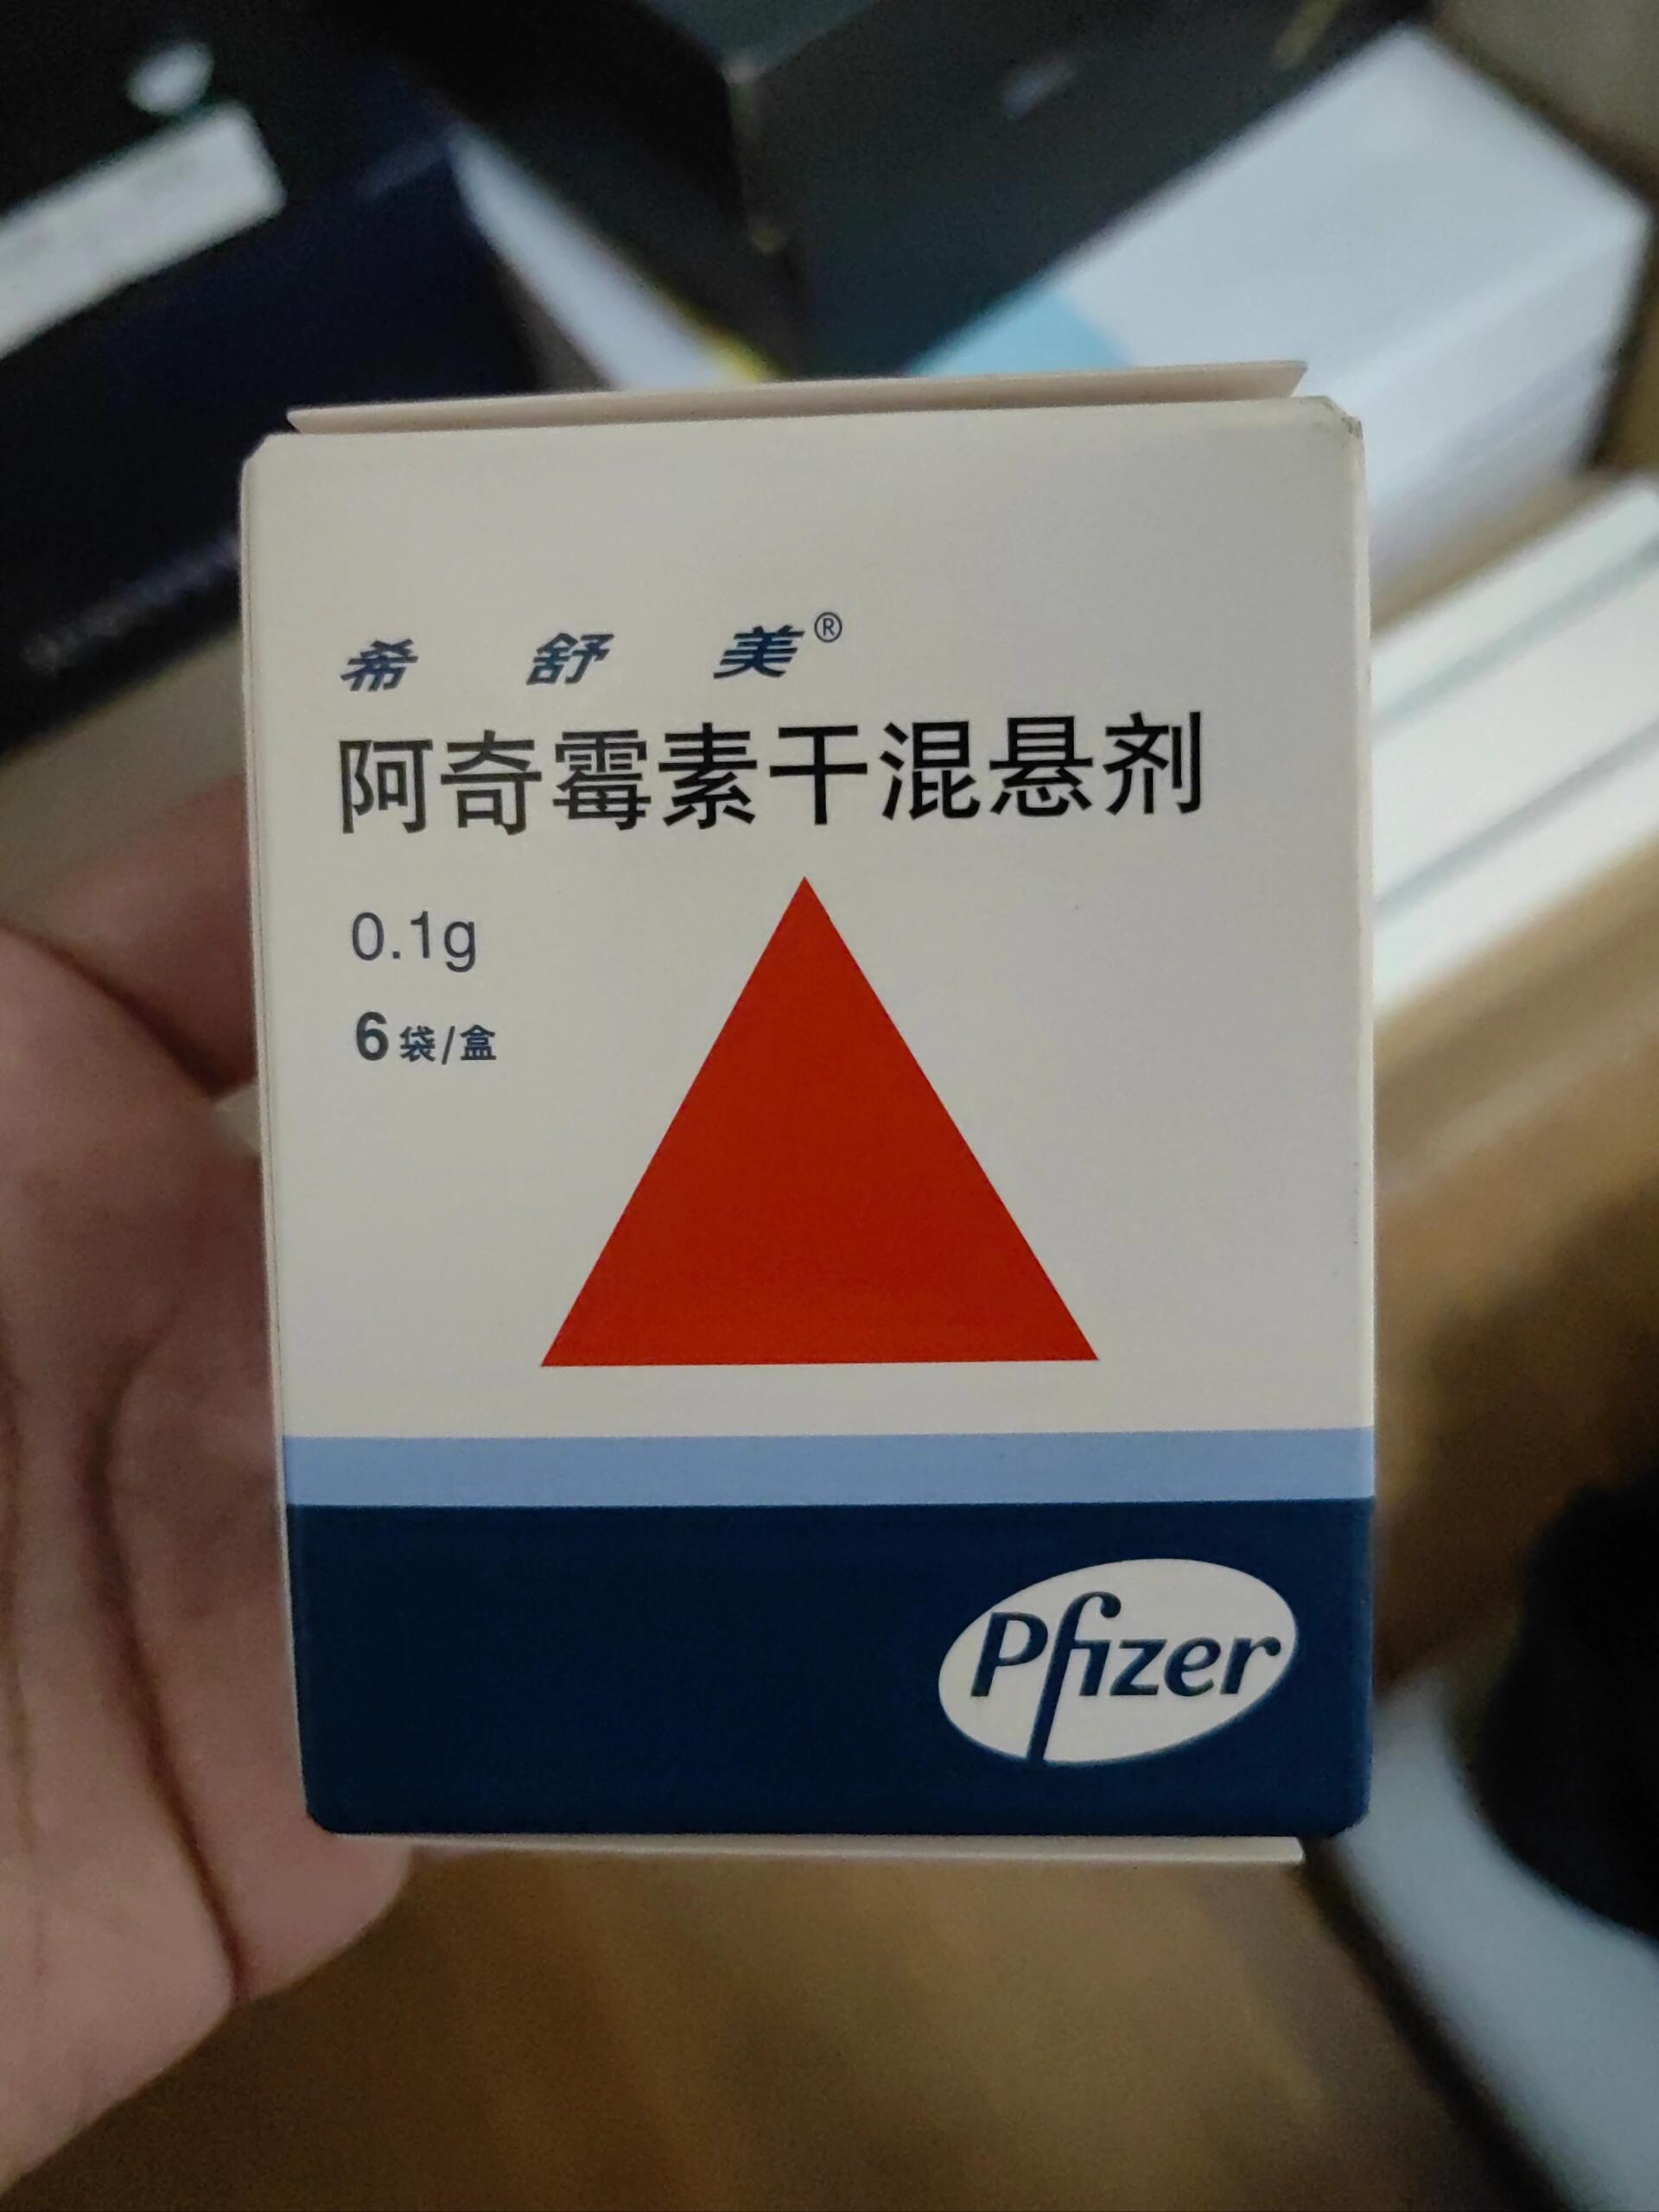 希舒美®
阿奇霉素干混悬剂
0.1g
6袋/盒
Pfizer